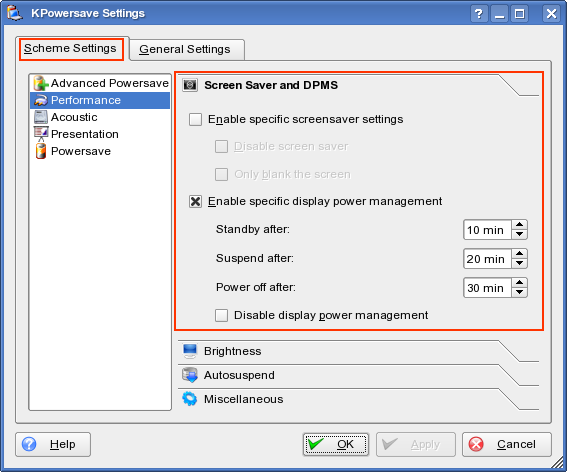 KPowersave Settings
Scheme Settings
General Settings
Advanced Powersave
Performance
Acoustic
Presentation
Powersave
Screen Saver and DPMS
Enable specific screensaver settings
Disable screen saver
Only blank the screen
Enable specific display power management
Standby after: 10 min
Suspend after: 20 min
Power off after: 30 min
Disable display power management
Brightness
Autosuspend
Miscellaneous
Help
OK
Apply
Cancel